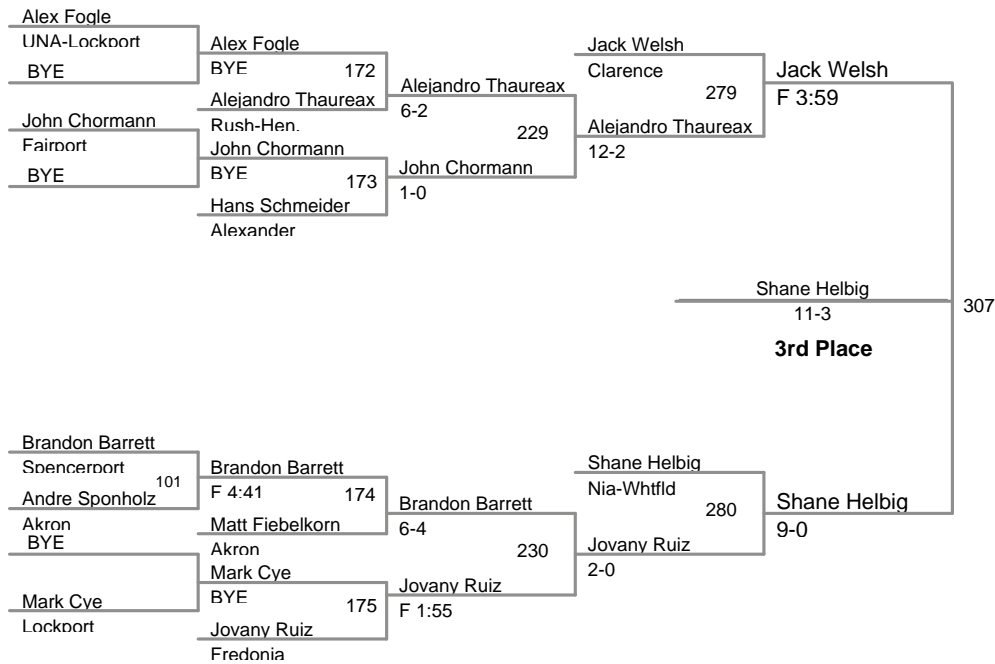 Alex Fogle
UNA-Lockport
BYE
John Chormann
Fairport
BYE
Alex Fogle
BYE
172
Alejandro Thaureax
Rush-Hen.
John Chormann
BYE
173
Hans Schmeider
Alexander
Alejandro Thaureax
6-2
229
John Chormann
1-0
Jack Welsh
Clarence
279
Alejandro Thaureax
12-2
Jack Welsh
F 3:59
Shane Helbig
11-3
307
3rd Place
Brandon Barrett
Spencerport
101
Andre Sponholz
Akron
BYE
Mark Cye
Lockport
Brandon Barrett
F 4:41
174
Matt Fiebelkorn
Akron
Mark Cye
BYE
175
Jovany Ruiz
Fredonia
Brandon Barrett
6-4
230
Jovany Ruiz
F 1:55
Shane Helbig
Nia-Whtfld
280
Jovany Ruiz
2-0
Shane Helbig
9-0